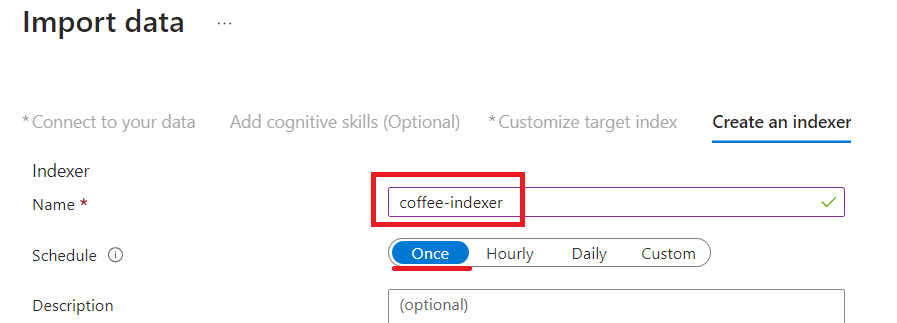 Import data ...
*Connect to your data Add cognitive skills (Optional) *Customize target index Create an indexer
Indexer
Name * coffee-indexer
Schedule Once Hourly Daily Custom
Description (optional)